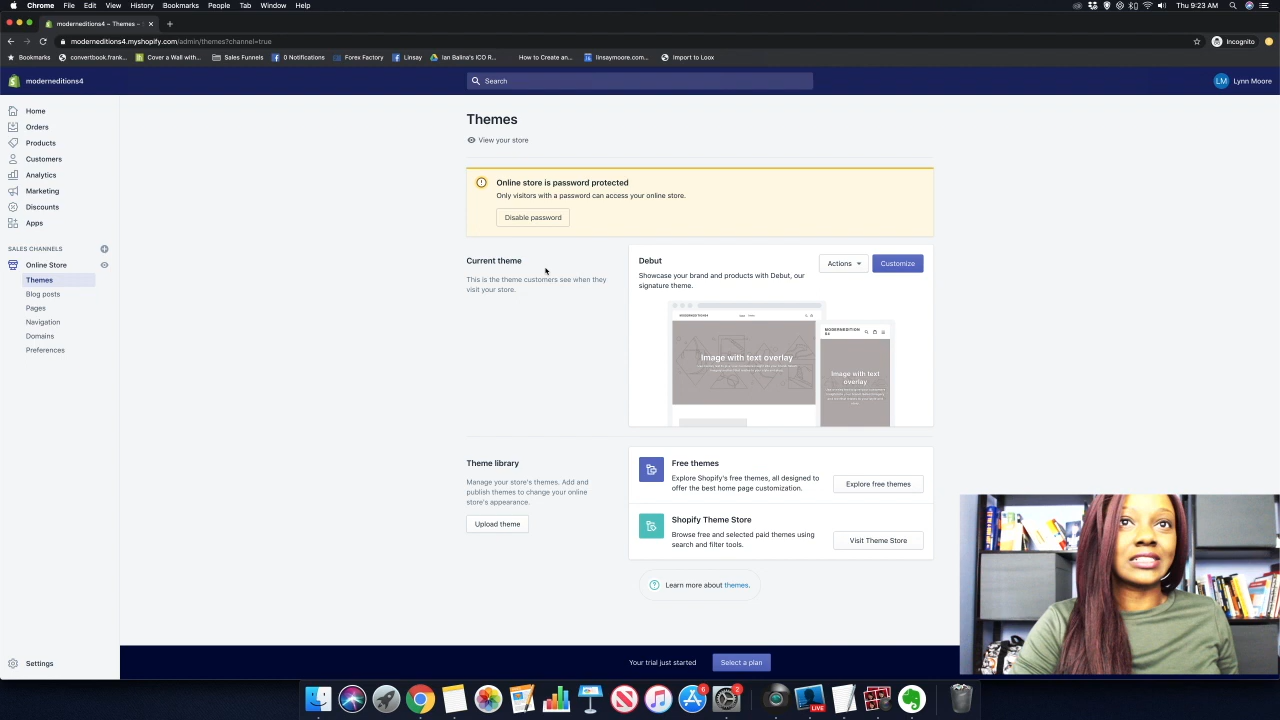 Chrome File Edit View History Bookmarks People Tab Window Help
Thu 9:23 AM
moderneditions4 ~ Themes ~
moderneditions4.myshopify.com/admin/themes?channel=true
Incognito
Bookmarks convertbook.frank... Cover a Wall with... Sales Funnels 0 Notifications Forex Factory Linsay Ian Balina's ICO R... How to Create an... linsaymoore.com... Import to Loox
moderneditions4
Search
LM Lynn Moore
Home
Orders
Products
Customers
Analytics
Marketing
Discounts
Apps
SALES CHANNELS
Online Store
Themes
Blog posts
Pages
Navigation
Domains
Preferences
Settings
Themes
View your store
Online store is password protected
Only visitors with a password can access your online store.
Disable password
Current theme
This is the theme customers see when they
visit your store.
Debut
Actions
Customize
Showcase your brand and products with Debut, our
signature theme.
MODERNEDITION
S4
Image with text overlay
Image with text
overlay
Theme library
Manage your store's themes. Add and
publish themes to change your online
store's appearance.
Upload theme
Free themes
Explore Shopify's free themes, all designed to
offer the best home page customization.
Explore free themes
Shopify Theme Store
Browse free and selected paid themes using
search and filter tools.
Visit Theme Store
Learn more about themes.
Your trial just started
Select a plan
6
2
LIVE